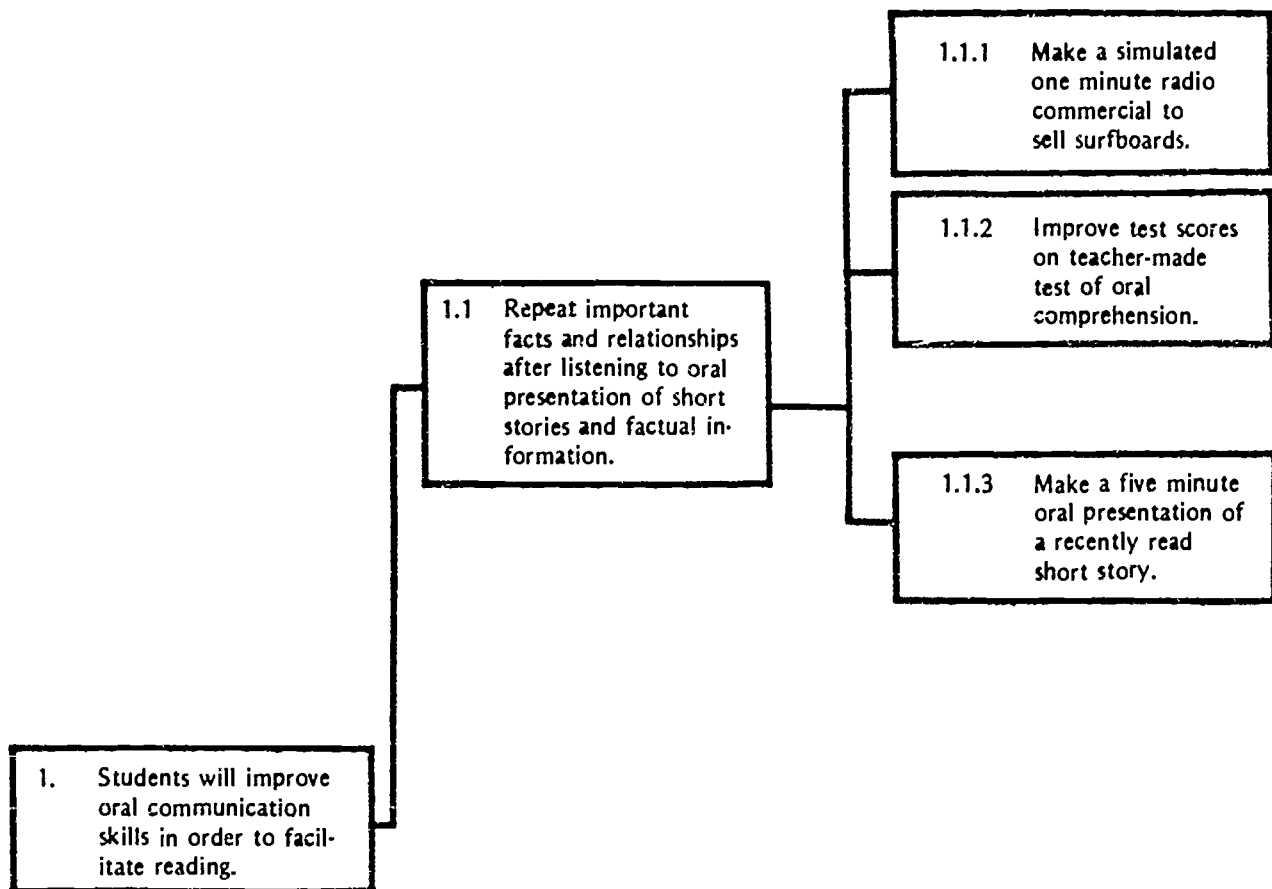 1.1.1 Make a simulated
one minute radio
commercial to
sell surfboards.
1.1.2 Improve test scores
on teacher-made
test of oral
comprehension.
1.1 Repeat important
facts and relationships
after listening to oral
presentation of short
stories and factual in-
formation.
1.1.3 Make a five minute
oral presentation of
a recently read
short story.
1. Students will improve
oral communication
skills in order to facil-
itate reading.